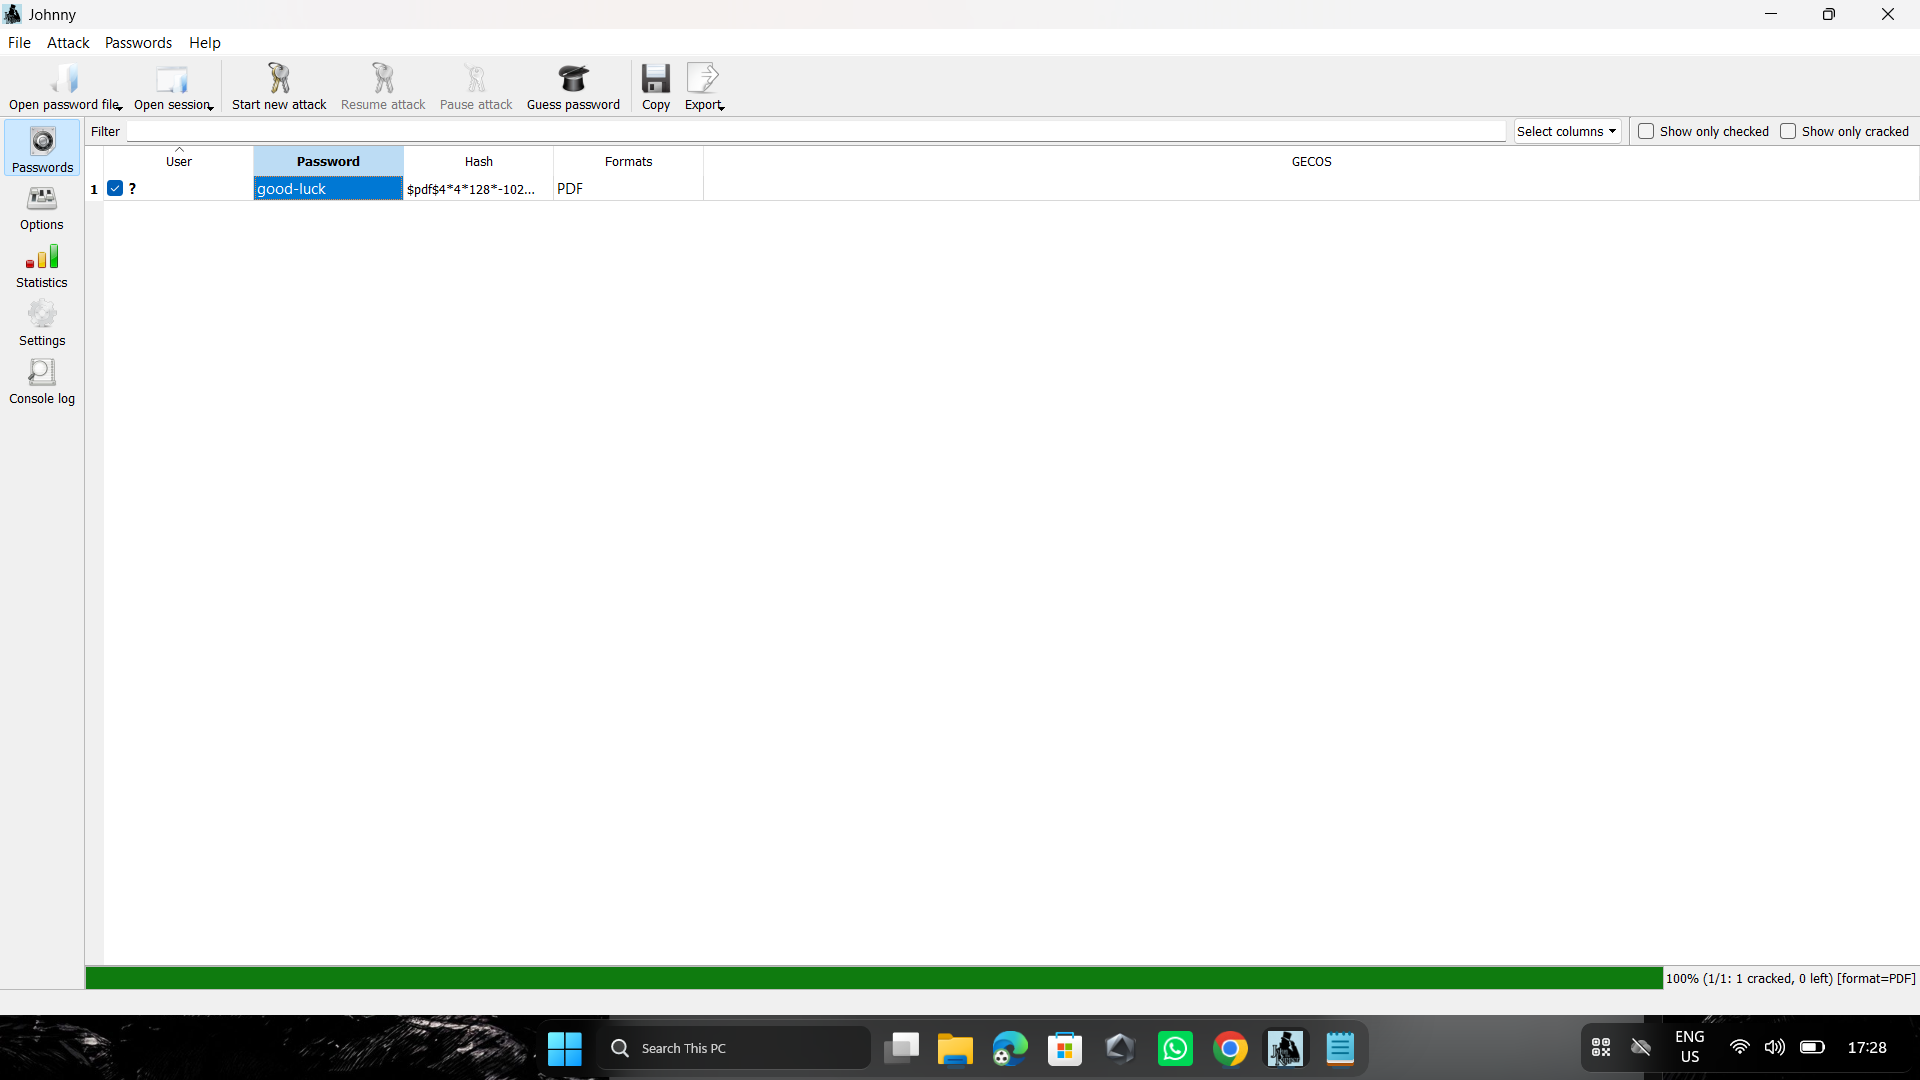 Johnny
File Attack Passwords Help
Open password file Open session Start new attack Resume attack Pause attack Guess password Copy Export
Filter Select columns Show only checked Show only cracked
User Password Hash Formats GECOS
1 ? good-luck $pdf$4*4*128*-102... PDF
Passwords
Options
Statistics
Settings
Console log
100% (1/1: 1 cracked, 0 left) [format=PDF]
Search This PC
ENG
US
17:28